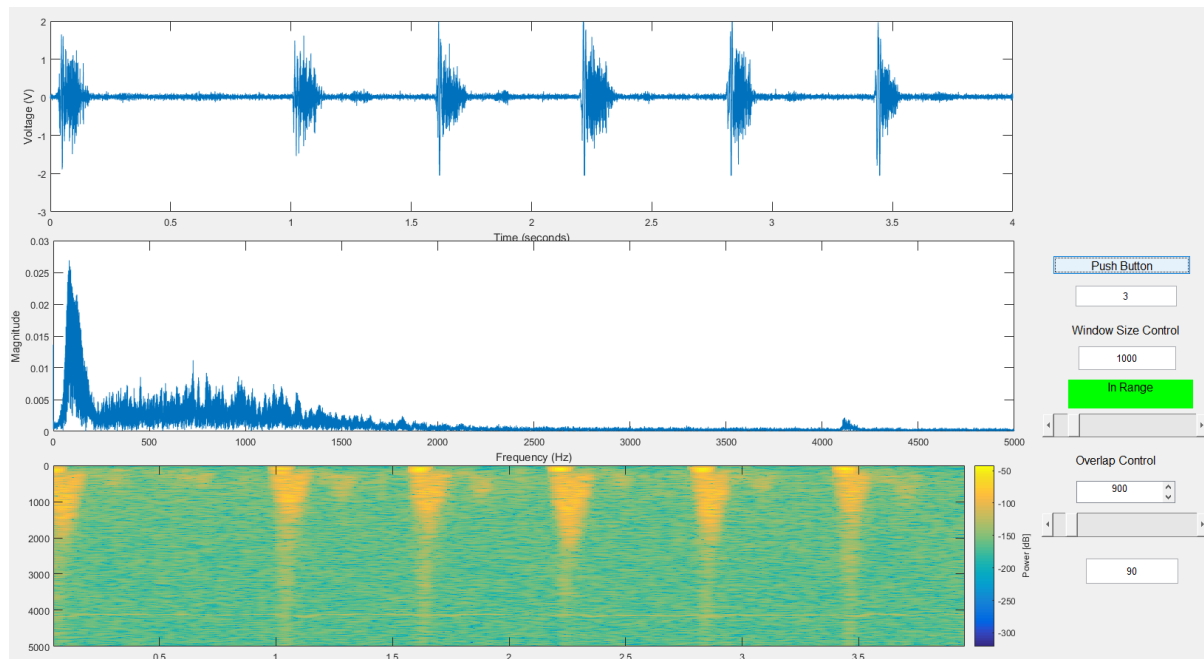 2
1
0
-1
-2
-3
Voltage (V)
0 0.5 1 1.5 2 2.5 3 3.5 4
Time (seconds)
0.03
0.025
0.02
0.015
0.01
0.005
0
Magnitude
0 500 1000 1500 2000 2500 3000 3500 4000 4500 5000
Frequency (Hz)
0
1000
2000
3000
4000
5000
0.5 1 1.5 2 2.5 3 3.5
-50
-100
-150
-200
-250
-300
Power [dB]
Push Button
3
Window Size Control
1000
In Range
Overlap Control
900
90